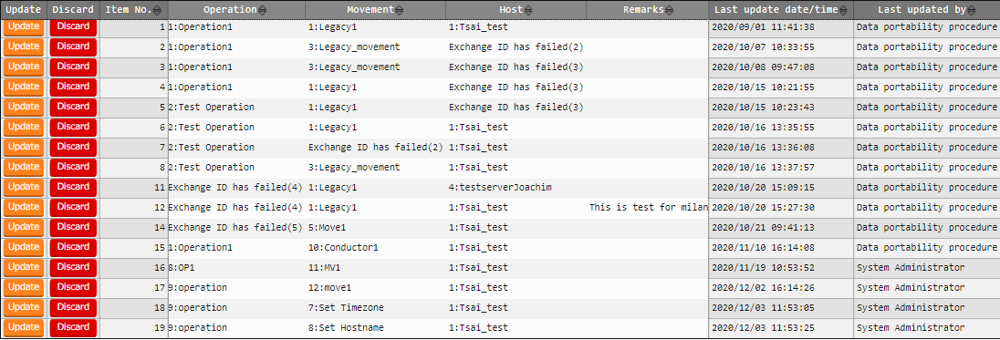 Update Discard Item No. Operation Movement Host Remarks Last update date/time Last updated by
Update Discard 1 1:Operation1 1:Legacy1 1:Tsai_test 2020/09/01 11:41:38 Data portability procedure
Update Discard 2 1:Operation1 3:Legacy_movement Exchange ID has failed(2) 2020/10/07 10:33:55 Data portability procedure
Update Discard 3 1:Operation1 3:Legacy_movement Exchange ID has failed(3) 2020/10/08 09:47:08 Data portability procedure
Update Discard 4 1:Operation1 1:Legacy1 Exchange ID has failed(3) 2020/10/15 10:21:55 Data portability procedure
Update Discard 5 2:Test Operation 1:Legacy1 Exchange ID has failed(3) 2020/10/15 10:23:43 Data portability procedure
Update Discard 6 2:Test Operation 1:Legacy1 1:Tsai_test 2020/10/16 13:35:55 Data portability procedure
Update Discard 7 2:Test Operation Exchange ID has failed(2) 1:Tsai_test 2020/10/16 13:36:08 Data portability procedure
Update Discard 8 2:Test Operation 3:Legacy_movement 1:Tsai_test 2020/10/16 13:37:57 Data portability procedure
Update Discard 11 Exchange ID has failed(4) 1:Legacy1 4:testserverJoachim 2020/10/20 15:09:15 Data portability procedure
Update Discard 12 Exchange ID has failed(4) 1:Legacy1 1:Tsai_test This is test for milan 2020/10/20 15:27:30 Data portability procedure
Update Discard 14 Exchange ID has failed(5) 5:Move1 1:Tsai_test 2020/10/21 09:41:13 Data portability procedure
Update Discard 15 1:Operation1 10:Conductor1 1:Tsai_test 2020/11/10 16:14:08 Data portability procedure
Update Discard 16 8:OP1 11:MV1 1:Tsai_test 2020/11/19 10:53:52 System Administrator
Update Discard 17 9:operation 12:move1 1:Tsai_test 2020/12/02 16:14:26 System Administrator
Update Discard 18 9:operation 7:Set Timezone 1:Tsai_test 2020/12/03 11:53:05 System Administrator
Update Discard 19 9:operation 8:Set Hostname 1:Tsai_test 2020/12/03 11:53:25 System Administrator